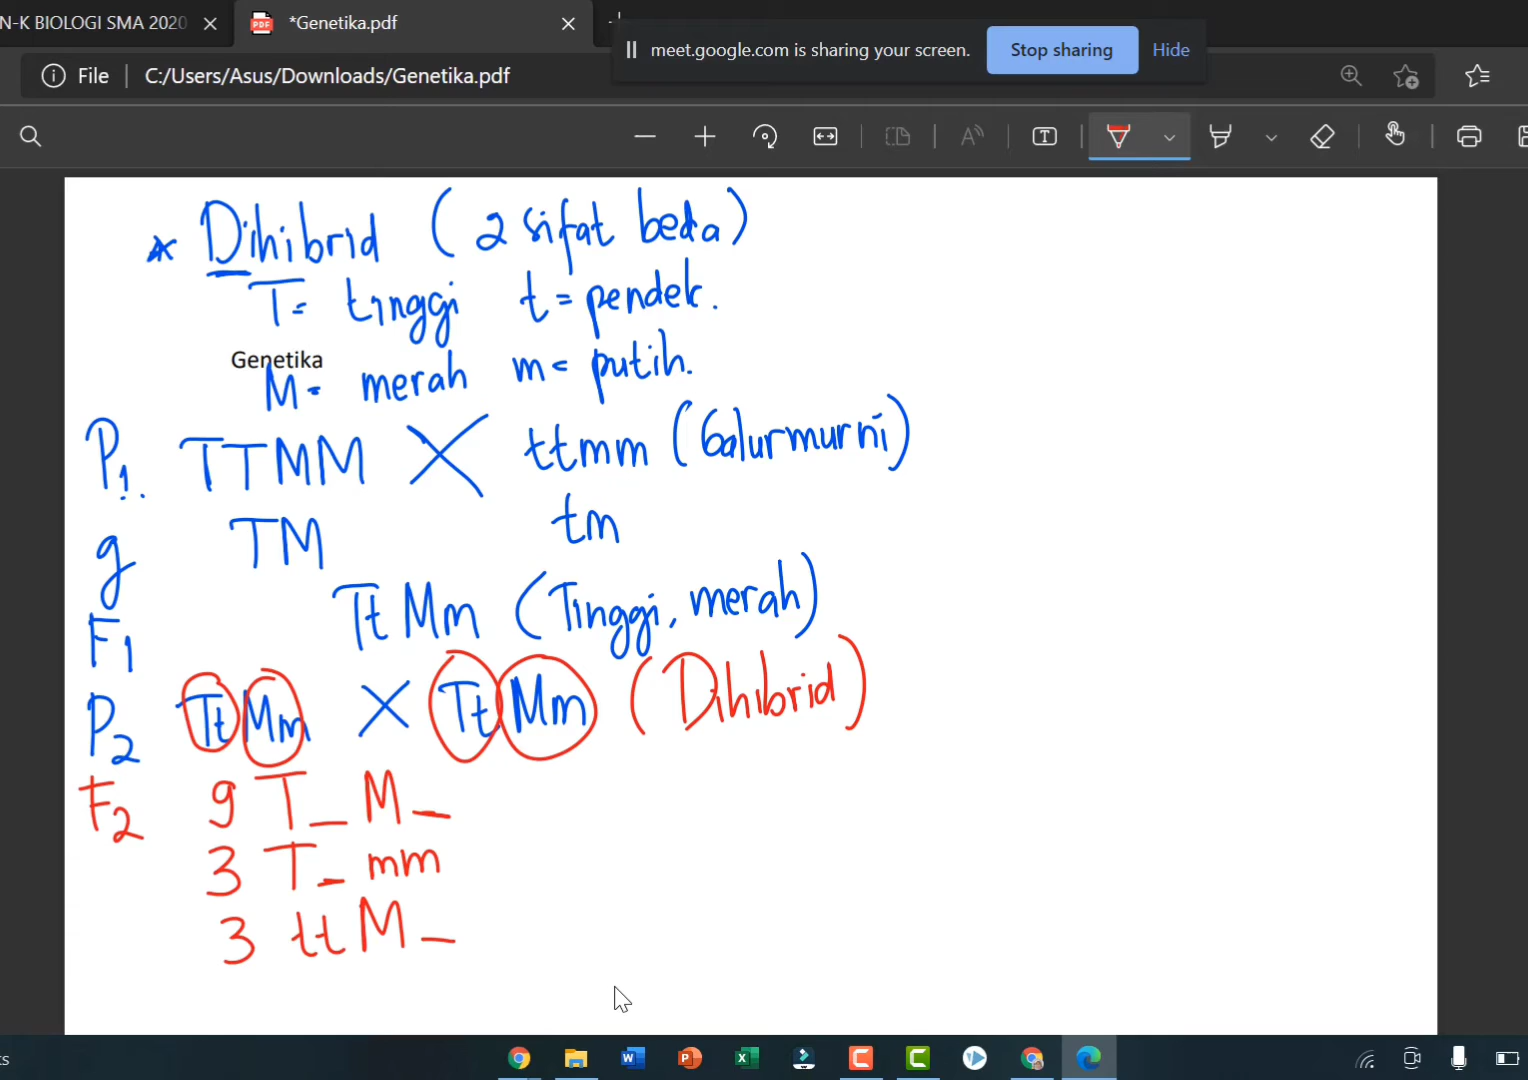 N-K BIOLOGI SMA 2020
*Genetika.pdf
meet.google.com is sharing your screen. Stop sharing Hide
File C:/Users/Asus/Downloads/Genetika.pdf
* Dihibrid (2 sifat beda)
T = tinggi t = pendek.
Genetika
M = merah m = putih.
P1. TTMM X ttmm (Galurmurni)
g TM tm
F1 TtMm (Tinggi, merah)
P2 TtMm X TtMm (Dihibrid)
F2 9 T_M_
3 T_mm
3 ttM_